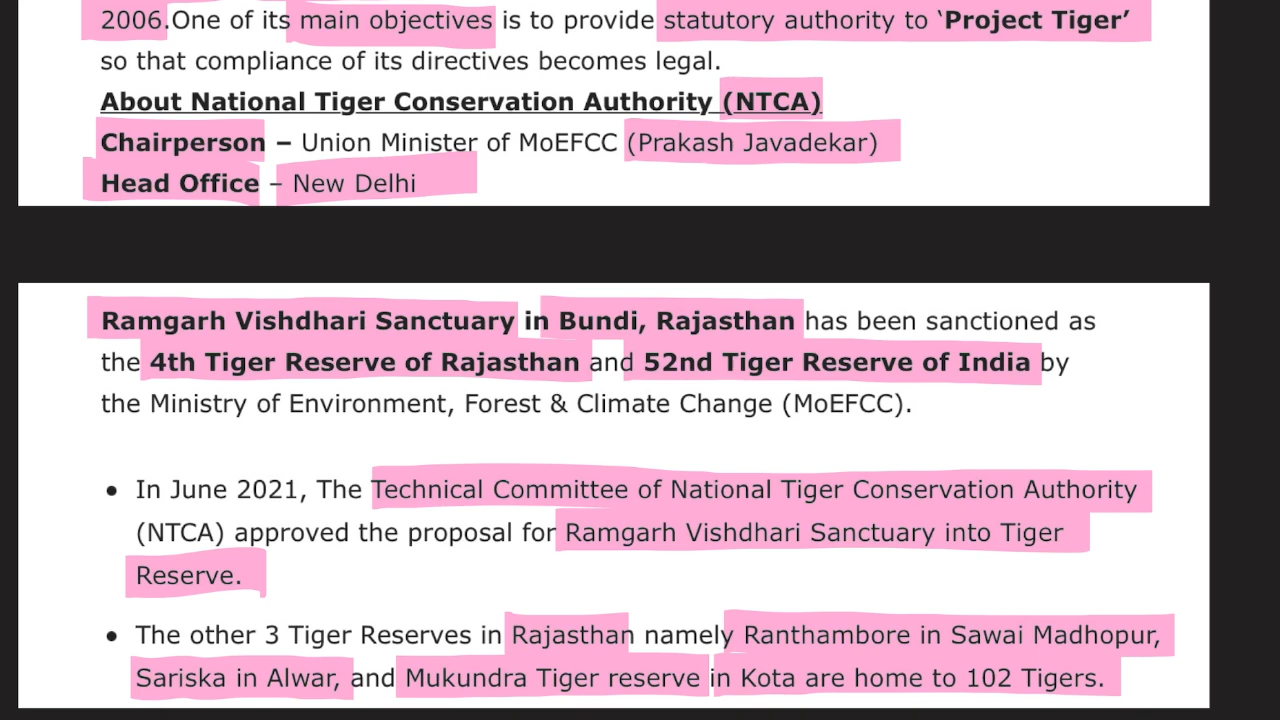 2006.One of its main objectives is to provide statutory authority to ‘Project Tiger’
so that compliance of its directives becomes legal.
About National Tiger Conservation Authority (NTCA)
Chairperson – Union Minister of MoEFCC (Prakash Javadekar)
Head Office – New Delhi
Ramgarh Vishdhari Sanctuary in Bundi, Rajasthan has been sanctioned as
the 4th Tiger Reserve of Rajasthan and 52nd Tiger Reserve of India by
the Ministry of Environment, Forest & Climate Change (MoEFCC).
• In June 2021, The Technical Committee of National Tiger Conservation Authority
(NTCA) approved the proposal for Ramgarh Vishdhari Sanctuary into Tiger
Reserve.
• The other 3 Tiger Reserves in Rajasthan namely Ranthambore in Sawai Madhopur,
Sariska in Alwar, and Mukundra Tiger reserve in Kota are home to 102 Tigers.